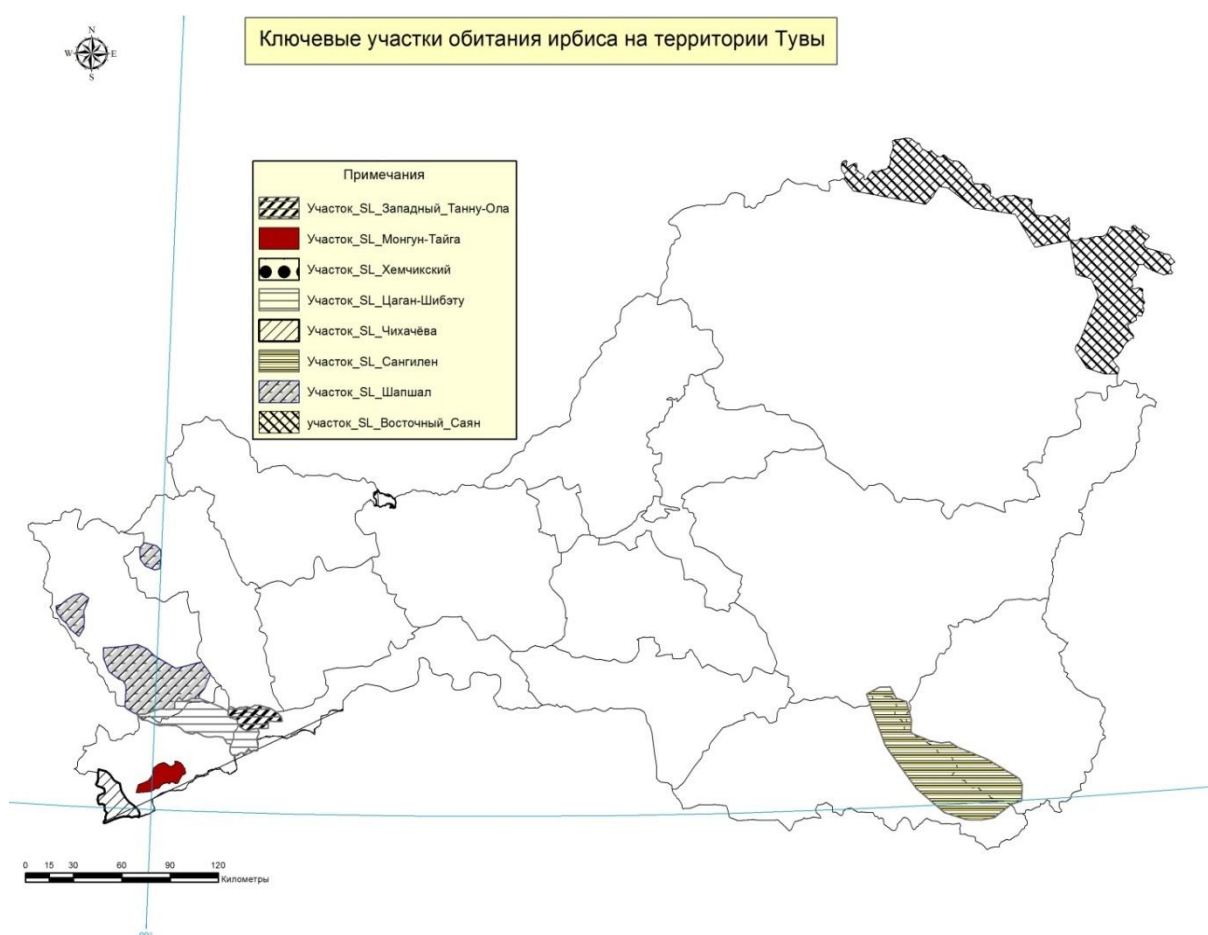 Ключевые участки обитания ирбиса на территории Тувы
N
W E
S
Примечания
Участок_SL_Западный_Танну-Ола
Участок_SL_Монгун-Тайга
Участок_SL_Хемчикский
Участок_SL_Цаган-Шибэту
Участок_SL_Чихачёва
Участок_SL_Сангилен
Участок_SL_Шапшал
участок_SL_Восточный_Саян
0 15 30 60 90 120
Километры